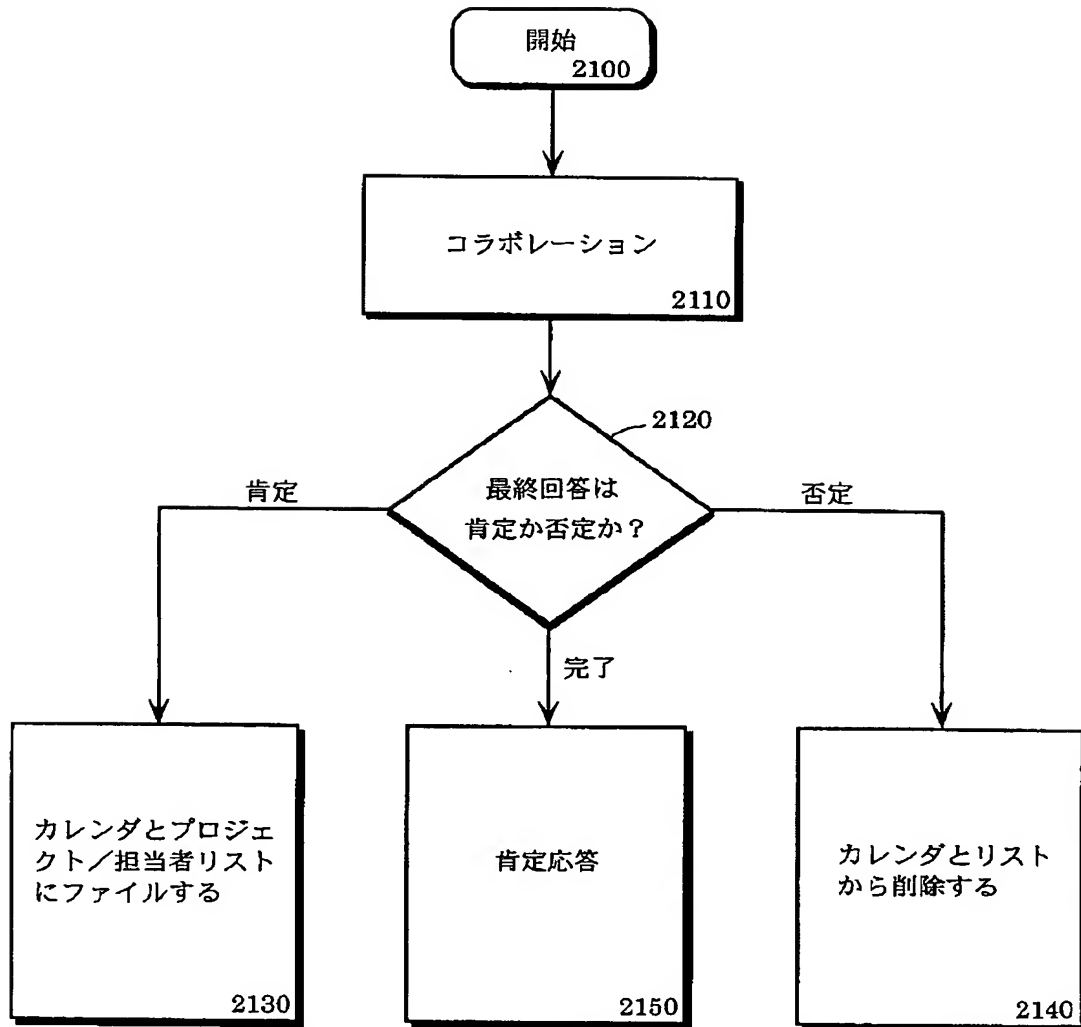 開始
2100
コラボレーション
2110
2120
最終回答は
肯定か否定か？
肯定
否定
完了
カレンダとプロジェ
クト／担当者リスト
にファイルする
2130
肯定応答
2150
カレンダとリスト
から削除する
2140